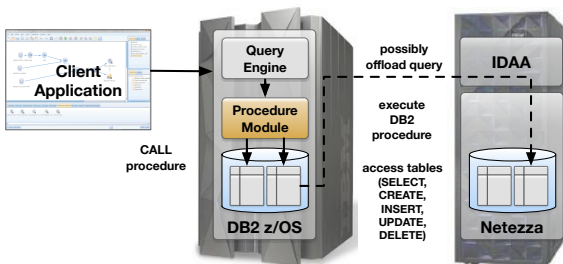 Client
Application
CALL
procedure
Query
Engine
Procedure
Module
DB2 z/OS
possibly
offload query
execute
DB2
procedure
access tables
(SELECT,
CREATE,
INSERT,
UPDATE,
DELETE)
IDAA
Netezza